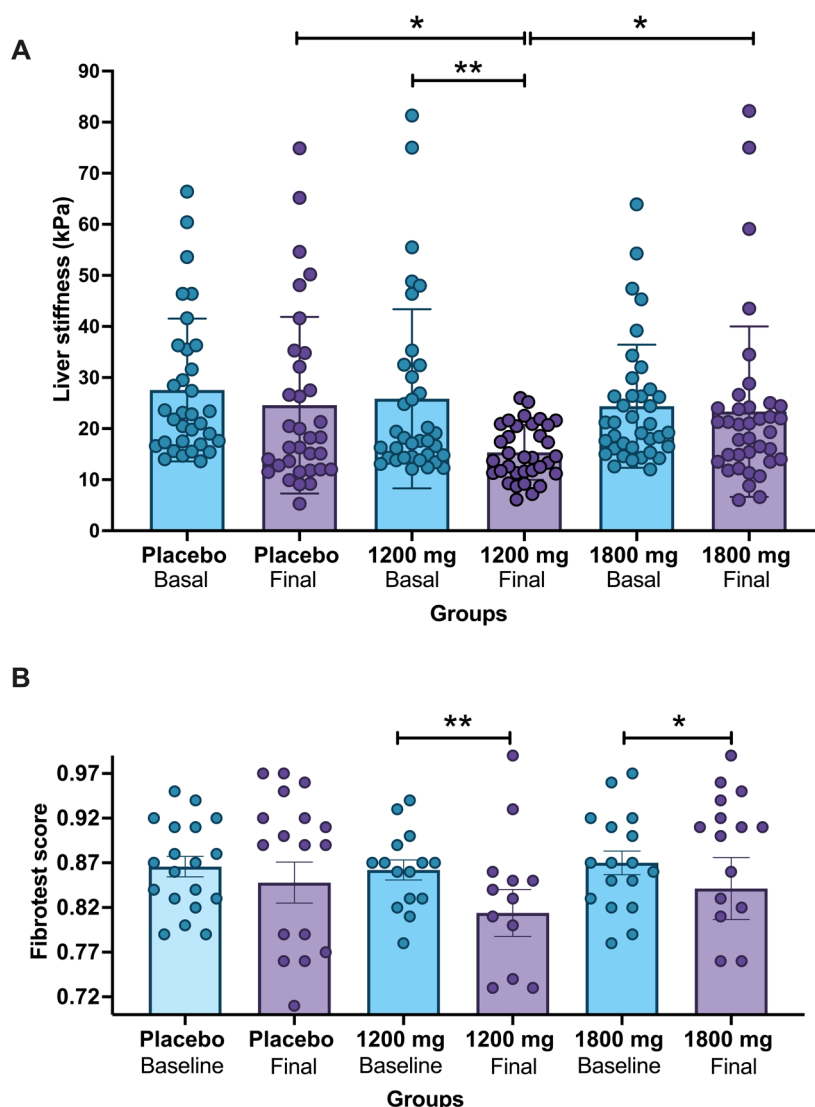 * *
A **
90
80
70
60
50
40
30
20
10
0
Liver stiffness (kPa)
Placebo Placebo 1200 mg 1200 mg 1800 mg 1800 mg
Basal Final Basal Final Basal Final
Groups
B
** *
0.97
0.92
0.87
0.82
0.77
0.72
Fibrotest score
Placebo Placebo 1200 mg 1200 mg 1800 mg 1800 mg
Baseline Final Baseline Final Baseline Final
Groups